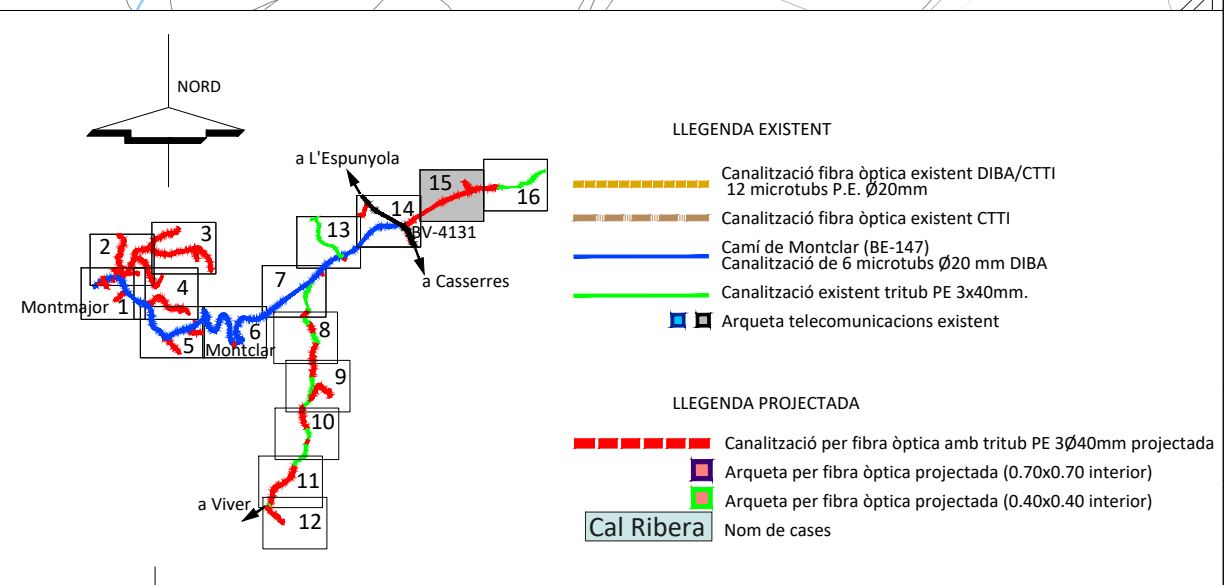 NORD
a L'Espunyola
15
16
14
BV-4131
13
a Casserres
3
2
4
7
Montmajor
1
6
5
Montclar
8
9
10
11
a Viver
12
LLEGENDA EXISTENT
Canalització fibra òptica existent DIBA/CTTI
12 microtubs P.E. Ø20mm
Canalització fibra òptica existent CTTI
Camí de Montclar (BE-147)
Canalització de 6 microtubs Ø20 mm DIBA
Canalització existent tritub PE 3x40mm.
Arqueta telecomunicacions existent
LLEGENDA PROJECTADA
Canalització per fibra òptica amb tritub PE 3Ø40mm projectada
Arqueta per fibra òptica projectada (0.70x0.70 interior)
Arqueta per fibra òptica projectada (0.40x0.40 interior)
Cal Ribera
Nom de cases